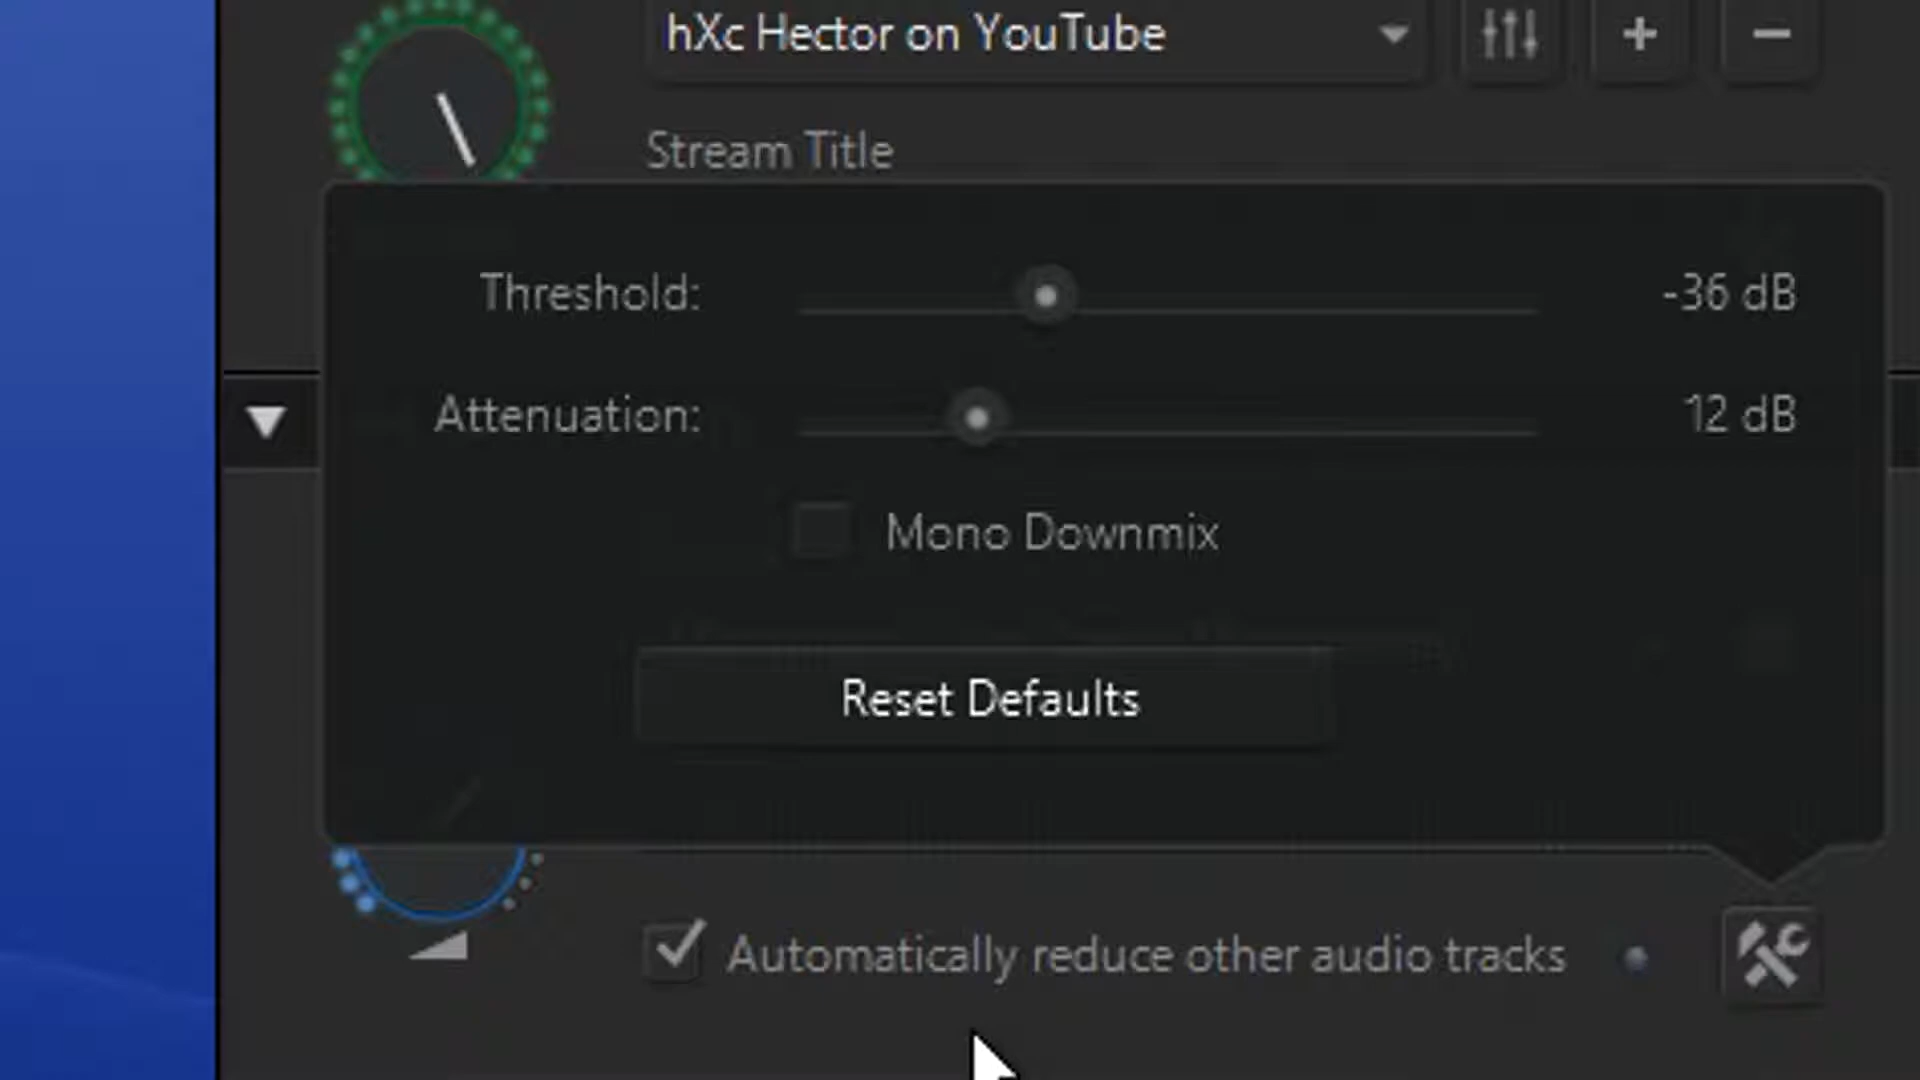 hXc Hector on YouTube
Stream Title
Threshold: -36 dB
Attenuation: 12 dB
Mono Downmix
Reset Defaults
Automatically reduce other audio tracks